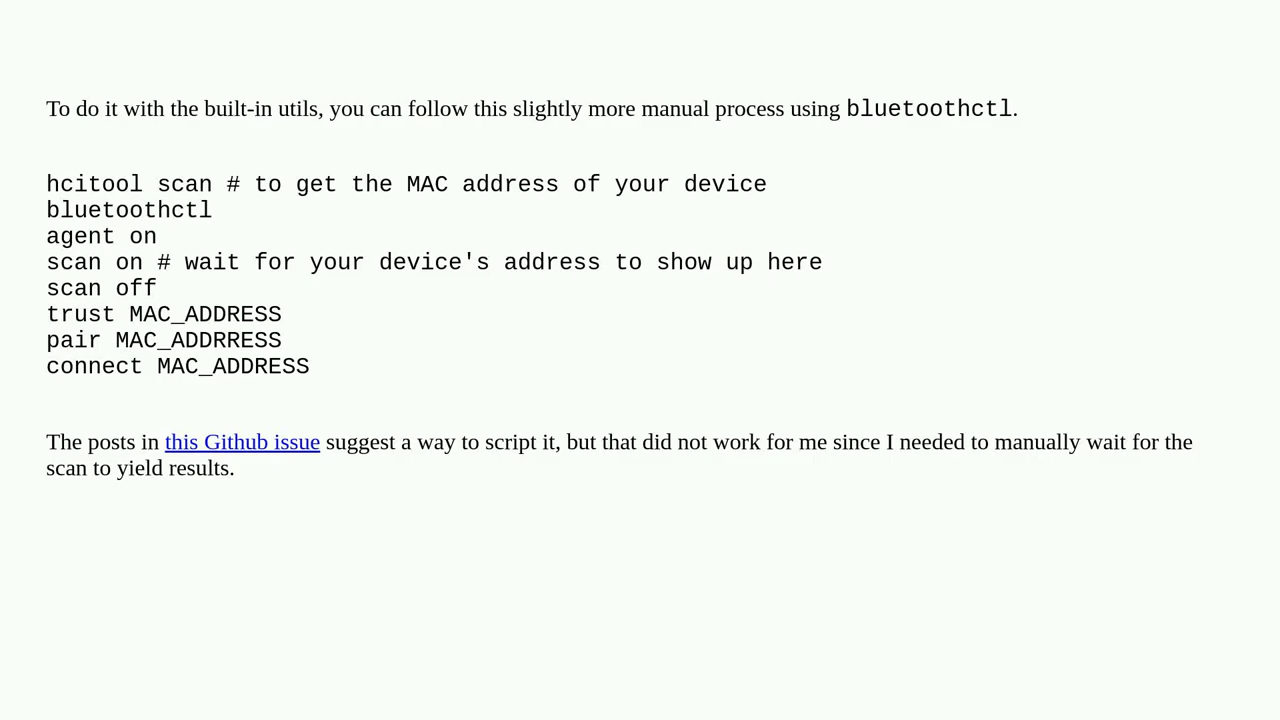 To do it with the built-in utils, you can follow this slightly more manual process using bluetoothctl.
hcitool scan # to get the MAC address of your device
bluetoothctl
agent on
scan on # wait for your device's address to show up here
scan off
trust MAC_ADDRESS
pair MAC_ADDRRESS
connect MAC_ADDRESS
The posts in this Github issue suggest a way to script it, but that did not work for me since I needed to manually wait for the
scan to yield results.